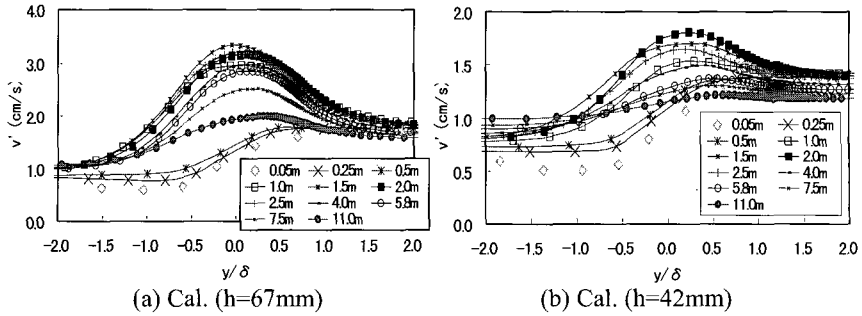 4.0
3.0
2.0
1.0
0.0
v' (cm/s)
-2.0 -1.5 -1.0 -0.5 0.0 0.5 1.0 1.5 2.0
y/δ
0.05m 0.25m 0.5m
1.0m 1.5m 2.0m
2.5m 4.0m 5.8m
7.5m 11.0m
(a) Cal. (h=67mm)
2.0
1.5
1.0
0.5
0.0
v' (cm/s)
-2.0 -1.5 -1.0 -0.5 0.0 0.5 1.0 1.5 2.0
y/δ
0.05m 0.25m
0.5m 1.0m
1.5m 2.0m
2.5m 4.0m
5.8m 7.5m
11.0m
(b) Cal. (h=42mm)